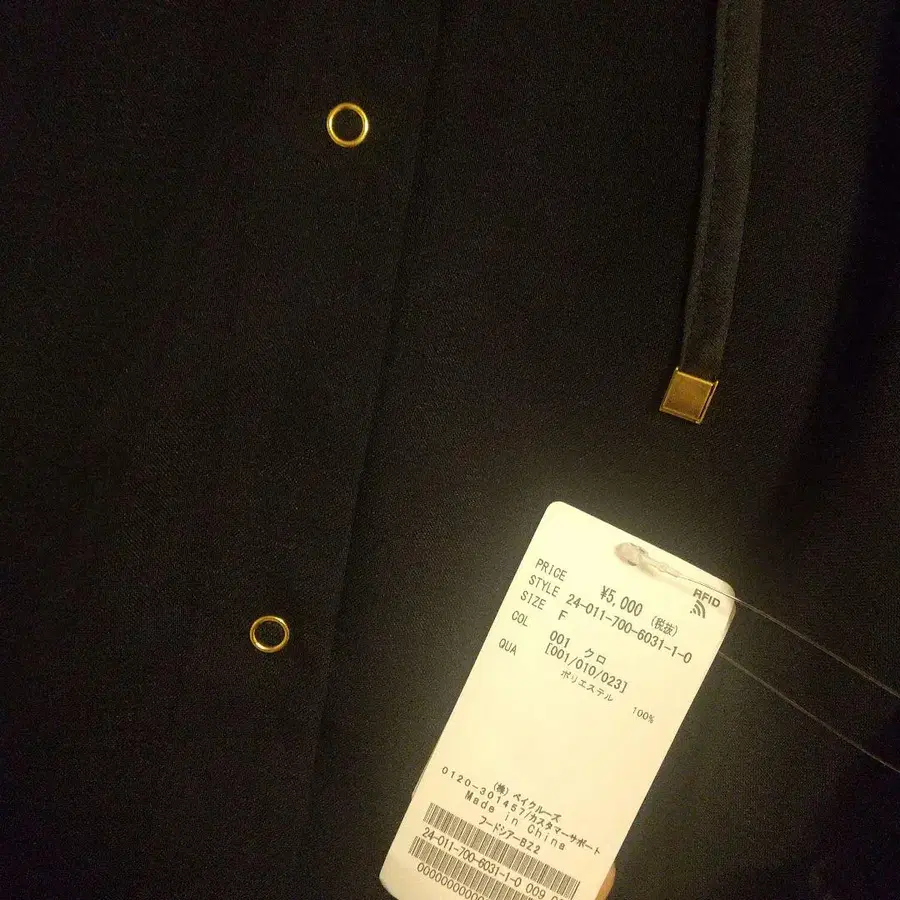 RFID
PRICE ¥5,000 (税抜)
STYLE 24-011-700-6031-1-0
SIZE F
COL 001 クロ
[001/010/023]
QUA ポリエステル 100%
(株) ベイクルーズ
0120-301457/カスタマーサポート
Made in China
フードシアーBZ2
24-011-700-6031-1-0 009